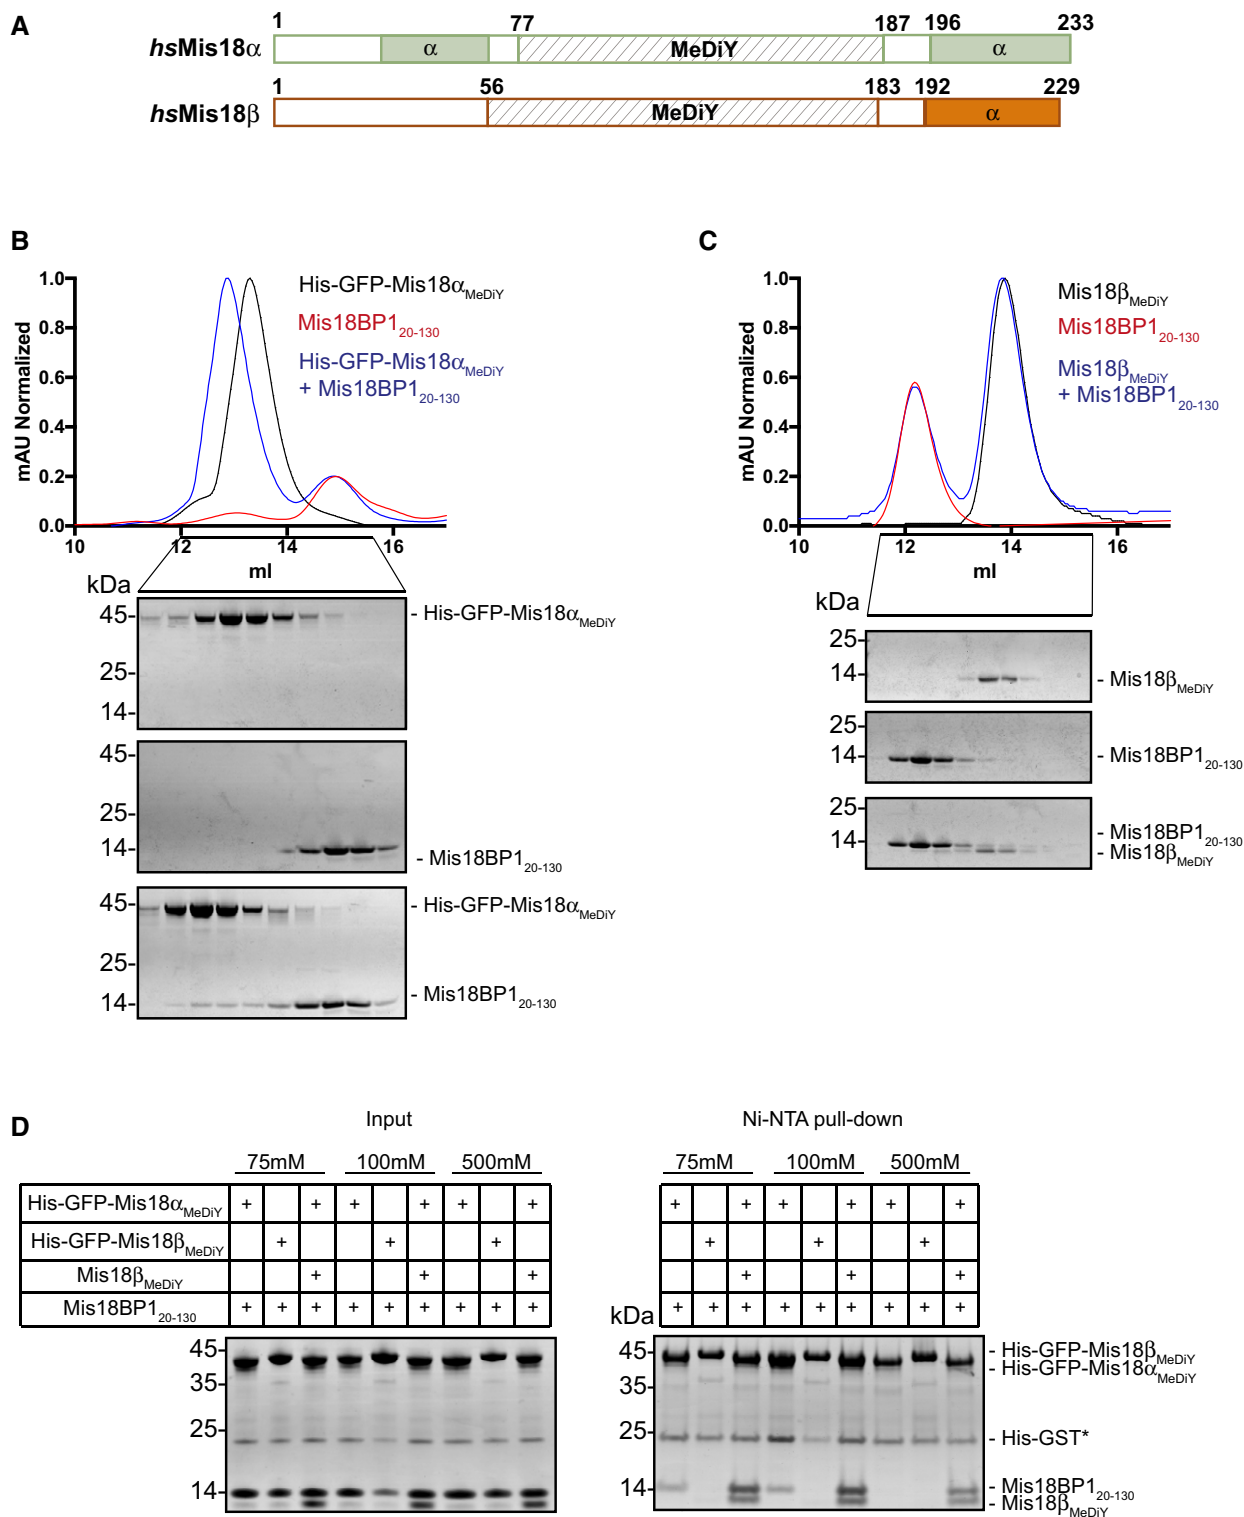 A
1 77 187 196 233
hsMis18α α MeDiY α
1 56 183 192 229
hsMis18β MeDiY α
B
1.0
0.8
0.6
0.4
0.2
0.0
mAU Normalized
10 12 14 16
ml
His-GFP-Mis18αMeDiY
Mis18BP120-130
His-GFP-Mis18αMeDiY
+ Mis18BP120-130
kDa
45-
25-
14-
- His-GFP-Mis18αMeDiY
45-
25-
14-
- Mis18BP120-130
45-
25-
14-
- His-GFP-Mis18αMeDiY
- Mis18BP120-130
C
1.0
0.8
0.6
0.4
0.2
0.0
mAU Normalized
10 12 14 16
ml
Mis18βMeDiY
Mis18BP120-130
Mis18βMeDiY
+ Mis18BP120-130
kDa
25-
14-
- Mis18βMeDiY
25-
14-
- Mis18BP120-130
25-
14-
- Mis18BP120-130
- Mis18βMeDiY
D
Input
75mM 100mM 500mM
His-GFP-Mis18αMeDiY + + + + + +
His-GFP-Mis18βMeDiY + + +
Mis18βMeDiY + + +
Mis18BP120-130 + + + + + + + + +
45-
35-
25-
14-
Ni-NTA pull-down
75mM 100mM 500mM
+ + + + + +
+ + +
+ + +
+ + + + + + + + +
kDa
45-
35-
25-
14-
- His-GFP-Mis18βMeDiY
- His-GFP-Mis18αMeDiY
- His-GST*
- Mis18BP120-130
- Mis18βMeDiY